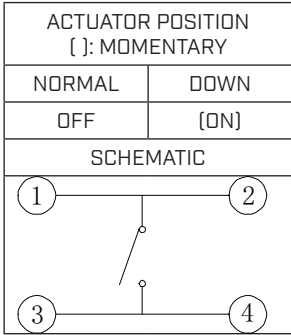 ACTUATOR POSITION
[ ]: MOMENTARY
NORMAL DOWN
OFF [ON]
SCHEMATIC
1 2
3 4